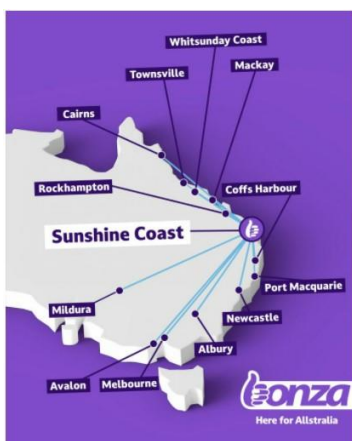 Whitsunday Coast
Townsville
Mackay
Cairns
Rockhampton
Coffs Harbour
Sunshine Coast
Port Macquarie
Mildura
Newcastle
Albury
Avalon
Melbourne
bonza
Here for Allstralia